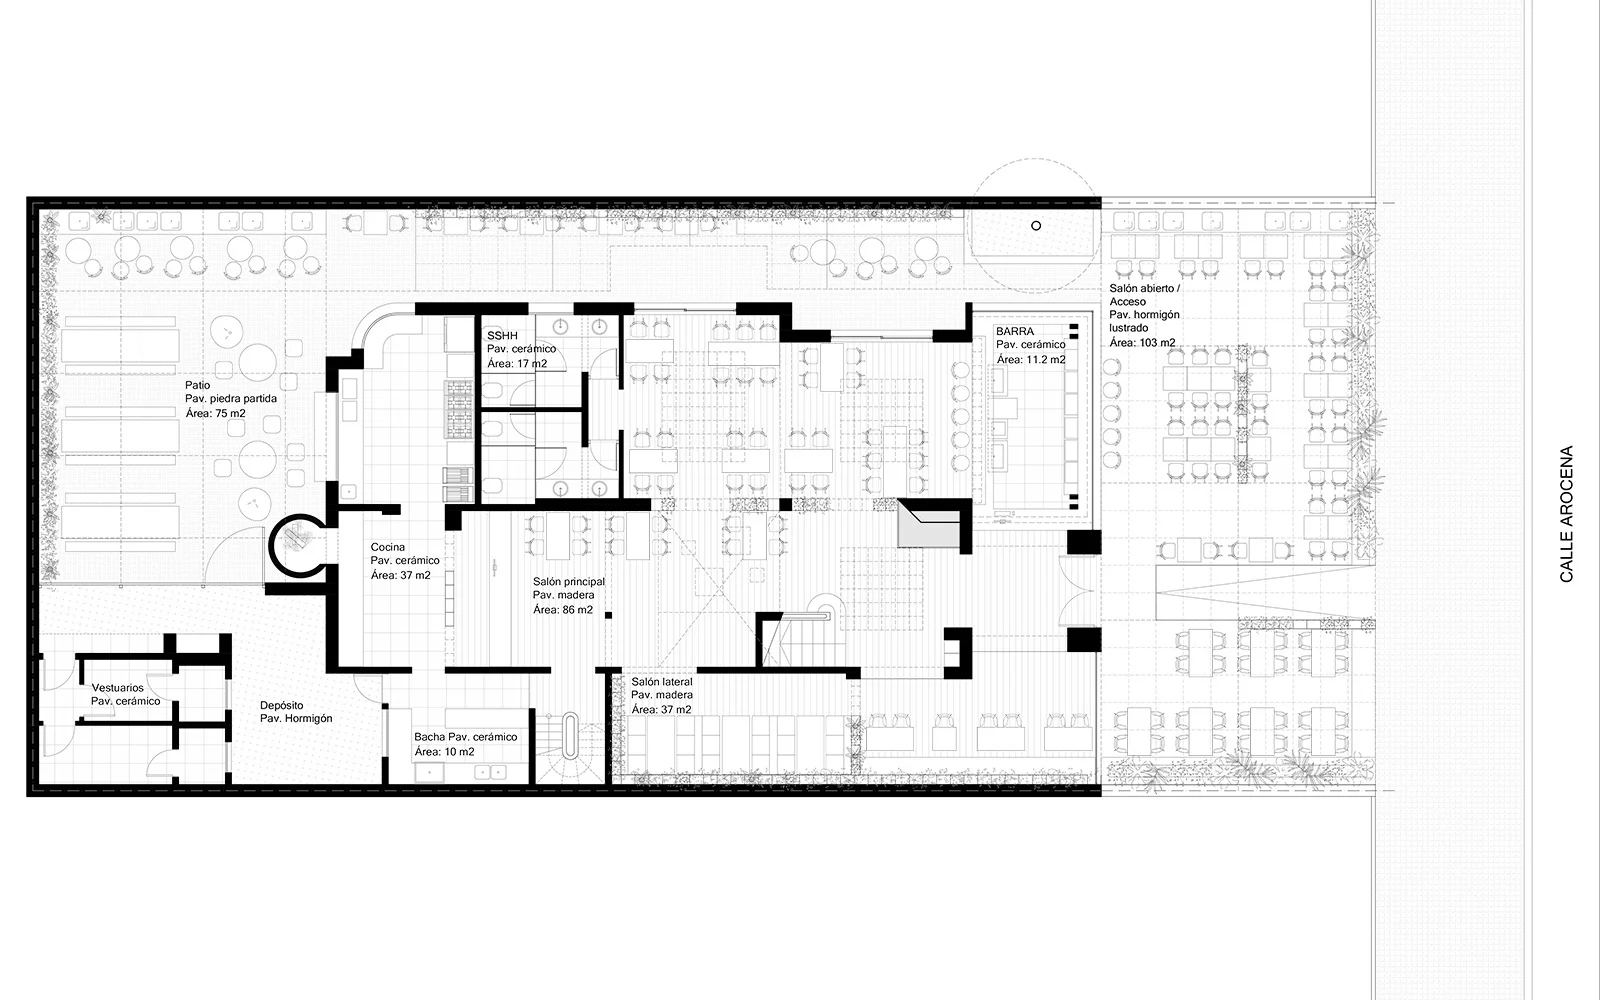 SSHH
Pav. cerámico
Área: 17 m2
BARRA
Pav. cerámico
Área: 11.2 m2
Salón abierto /
Acceso
Pav. hormigón
lustrado
Área: 103 m2
Patio
Pav. piedra partida
Área: 75 m2
Cocina
Pav. cerámico
Área: 37 m2
Salón principal
Pav. madera
Área: 86 m2
Salón lateral
Pav. madera
Área: 37 m2
Vestuarios
Pav. cerámico
Depósito
Pav. Hormigón
Bacha Pav. cerámico
Área: 10 m2
CALLE AROCENA